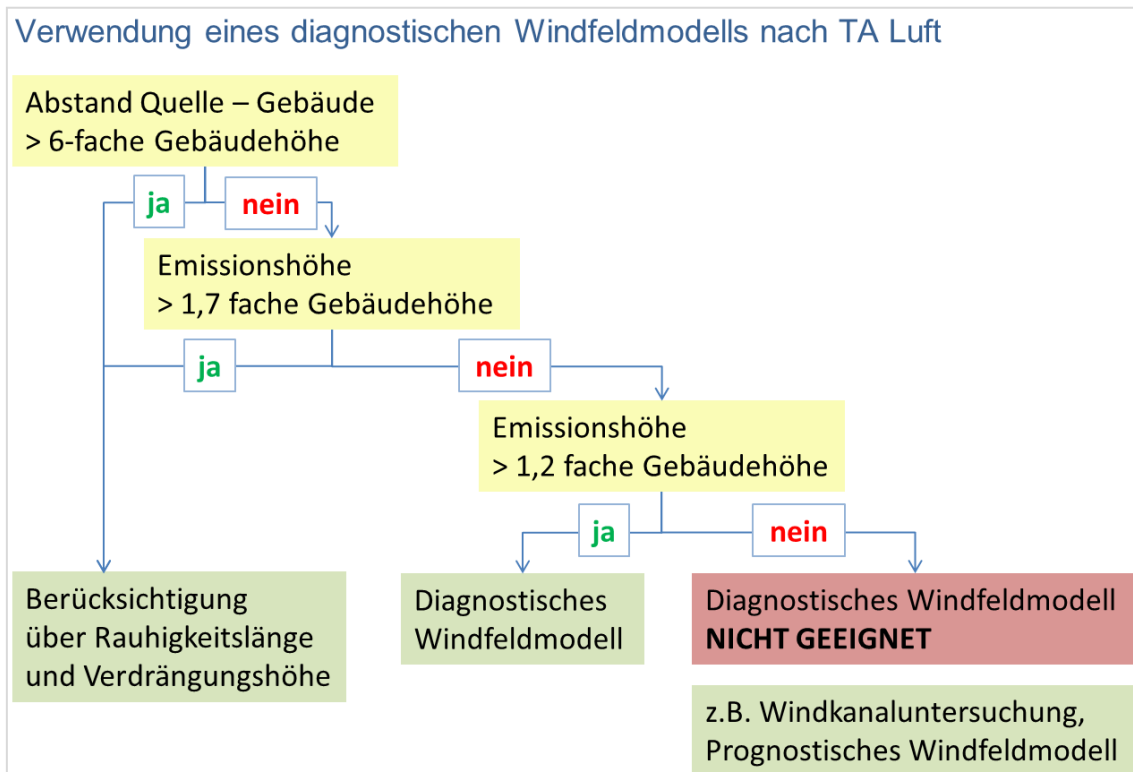 Verwendung eines diagnostischen Windfeldmodells nach TA Luft
Abstand Quelle – Gebäude
> 6-fache Gebäudehöhe
ja
nein
Emissionshöhe
> 1,7 fache Gebäudehöhe
ja
nein
Emissionshöhe
> 1,2 fache Gebäudehöhe
ja
nein
Berücksichtigung
über Rauhigkeitslänge
und Verdrängungshöhe
Diagnostisches
Windfeldmodell
Diagnostisches Windfeldmodell
NICHT GEEIGNET
z.B. Windkanaluntersuchung,
Prognostisches Windfeldmodell